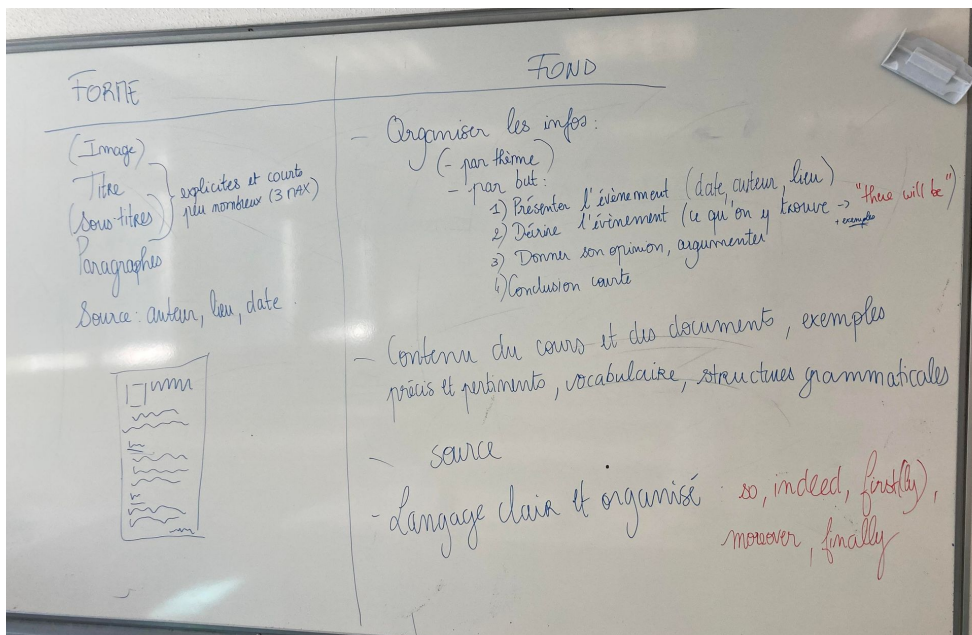 FORME
(Image)
Titre
(Sous-titres)
explicites et courts
peu nombreux (3 MAX)
Paragraphes
Source : auteur, lieu, date
FOND
- Organiser les infos :
(- par thème)
- par but :
1) Présenter l'évènement (date, auteur, lieu)
2) Décrire l'évènement (ce qu'on y trouve → "there will be")
+ exemples
3) Donner son opinion, argumenter
4) Conclusion courte
- Contenu du cours et des documents, exemples
précis et pertinents, vocabulaire, structures grammaticales
- source
- Langage clair et organisé
so, indeed, first(ly),
moreover, finally